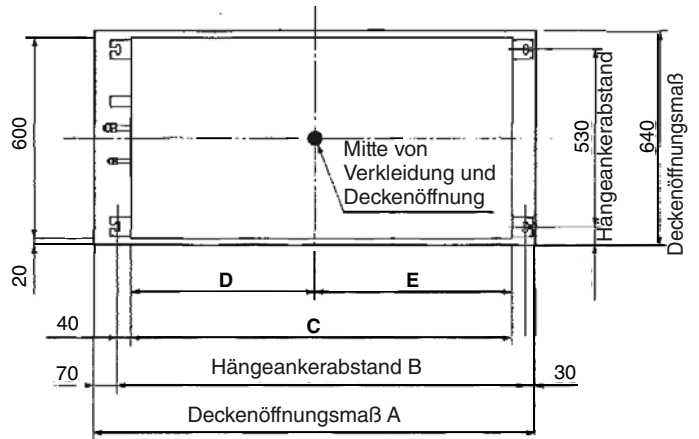 600
Mitte von
Verkleidung und
Deckenöffnung
530
Hängeankerabstand
640
Deckenöffnungsmaß
20
D
E
40
C
70
Hängeankerabstand B
30
Deckenöffnungsmaß A